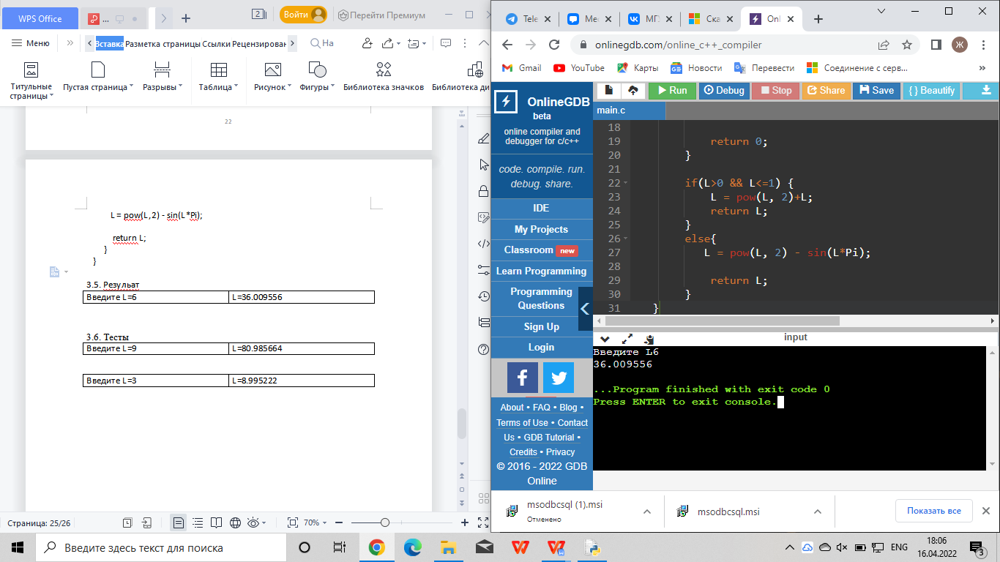 WPS Office
...
2
Войти
Перейти Премиум
Меню
Вставка Разметка страницы Ссылки Рецензирован
На
Титульные страницы
Пустая страница
Разрывы
Таблица
Рисунок
Фигуры
Библиотека значков
Библиотека ди
22
L = pow(L,2) - sin(L*Pi);
return L;
}
}
3.5. Резульат
Введите L=6 L=36.009556
3.6. Тесты
Введите L=9 L=80.985664
Введите L=3 L=8.995222
Страница: 25/26
70%
Tele
Mec
МГУ
Ска
Onl
onlinegdb.com/online_c++_compiler
Ж
Gmail
YouTube
Карты
Новости
Перевести
Соединение с серв...
»
OnlineGDB
beta
online compiler and
debugger for c/c++
code. compile. run.
debug. share.
IDE
My Projects
Classroom new
Learn Programming
Programming
Questions
Sign Up
Login
About • FAQ • Blog •
Terms of Use • Contact
Us • GDB Tutorial •
Credits • Privacy
© 2016 - 2022 GDB
Online
Run
Debug
Stop
Share
Save
{ } Beautify
main.c
18
19 return 0;
20 }
21
22 if(L>0 && L<=1) {
23 L = pow(L, 2)+L;
24 return L;
25 }
26 else{
27 L = pow(L, 2) - sin(L*Pi);
28
29 return L;
30 }
31 }
input
Введите L6
36.009556
...Program finished with exit code 0
Press ENTER to exit console.
msodbcsql (1).msi
Отменено
msodbcsql.msi
Показать все
Введите здесь текст для поиска
ENG
18:06
16.04.2022
3